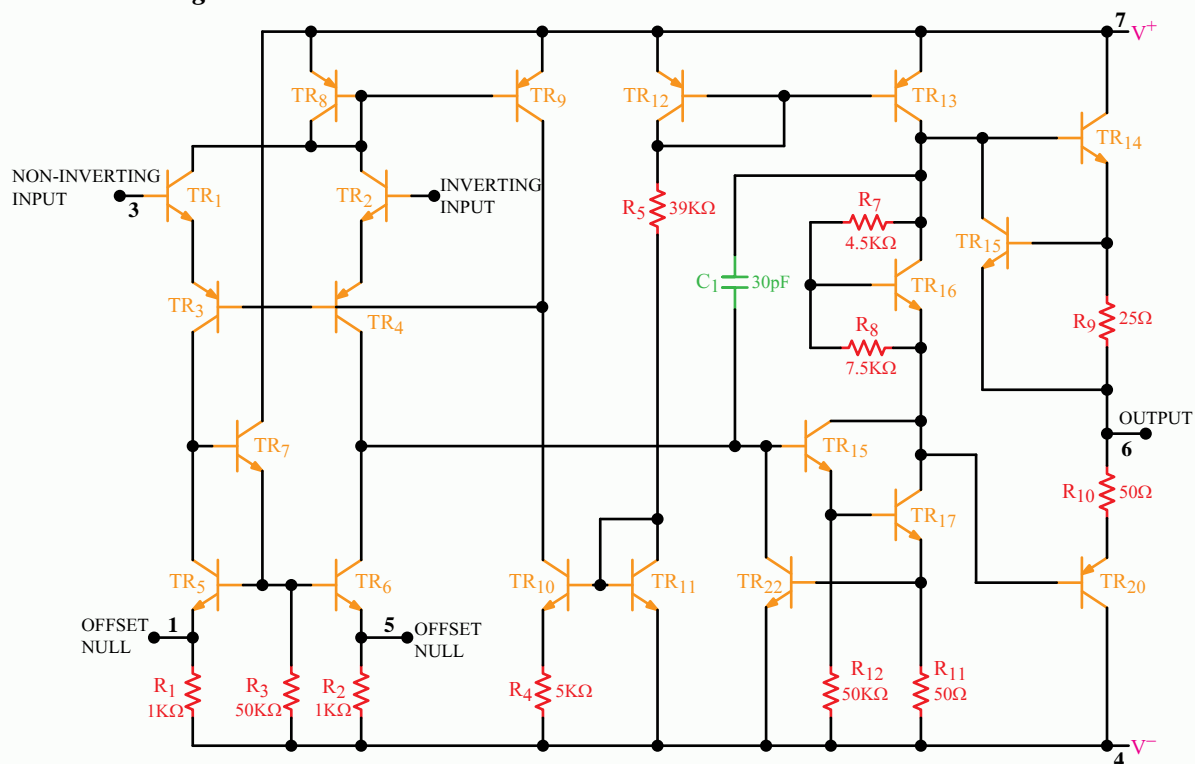 7
V+
TR8
TR9
TR12
TR13
TR14
NON-INVERTING
INPUT
3
TR1
TR2
INVERTING
INPUT
R5
39KΩ
R7
4.5KΩ
TR15
C1
30pF
TR16
TR3
TR4
R8
7.5KΩ
R9
25Ω
TR7
TR15
OUTPUT
6
R10
50Ω
TR17
TR5
TR6
TR10
TR11
TR22
TR20
OFFSET
NULL
1
5
OFFSET
NULL
R1
1KΩ
R3
50KΩ
R2
1KΩ
R4
5KΩ
R12
50KΩ
R11
50Ω
V−
4